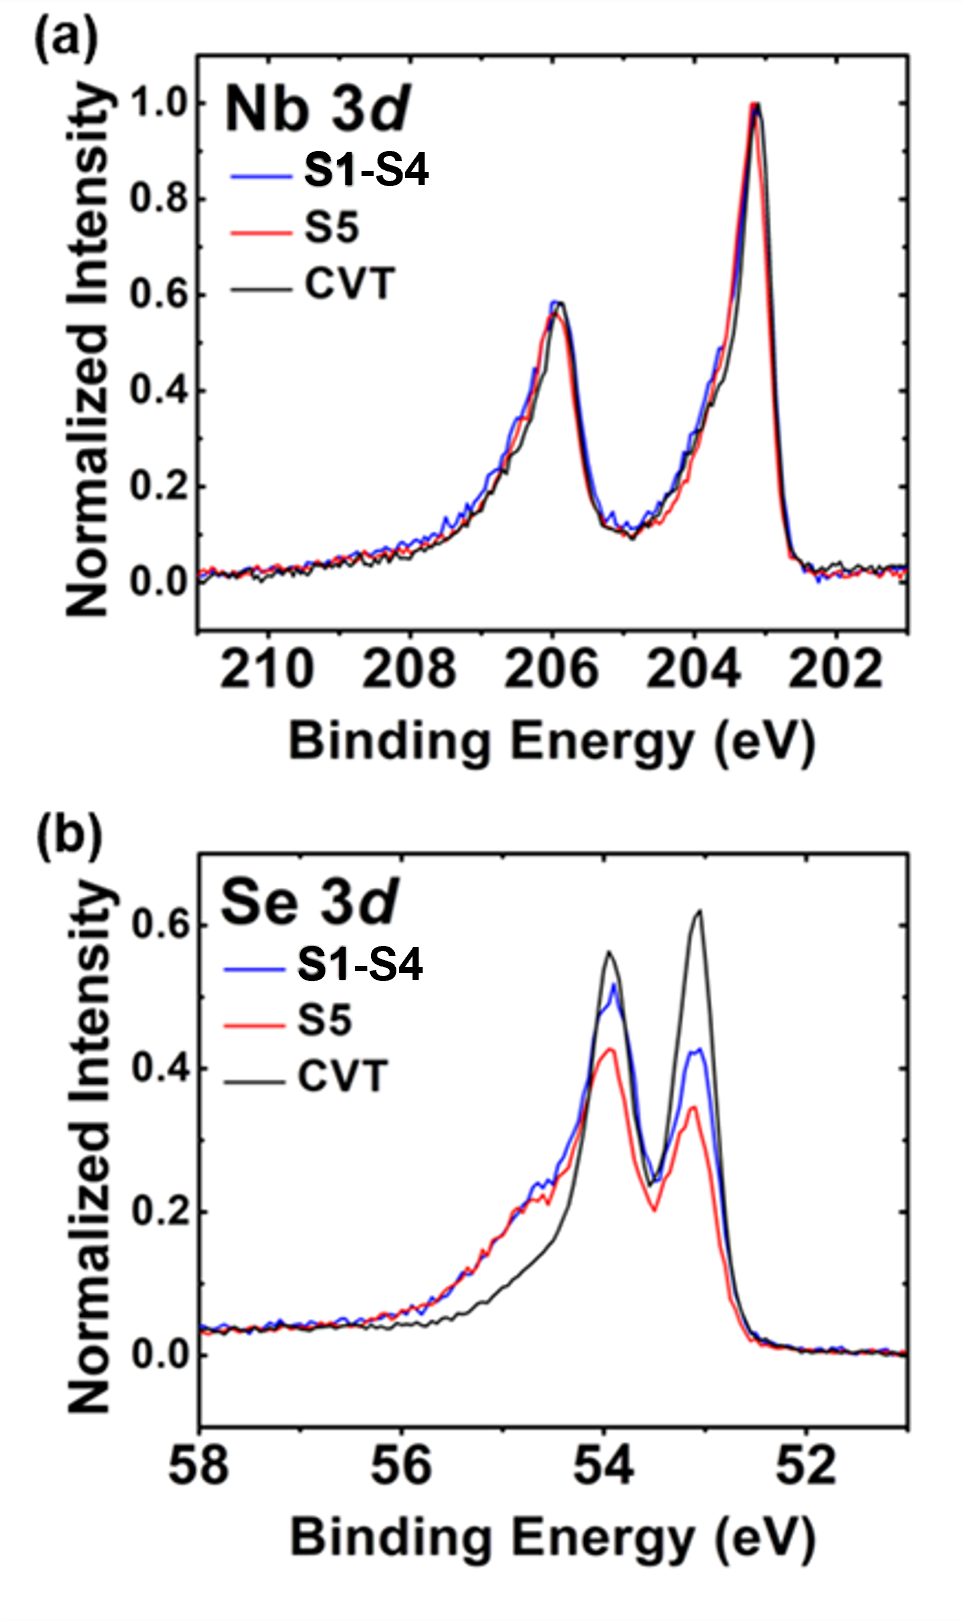 (a)
Nb 3d
S1-S4
S5
CVT
1.0
0.8
0.6
0.4
0.2
0.0
Normalized Intensity
210 208 206 204 202
Binding Energy (eV)
(b)
Se 3d
S1-S4
S5
CVT
0.6
0.4
0.2
0.0
Normalized Intensity
58 56 54 52
Binding Energy (eV)